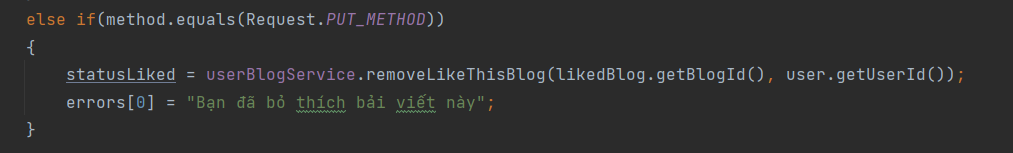 else if(method.equals(Request.PUT_METHOD))
{
statusLiked = userBlogService.removeLikeThisBlog(likedBlog.getBlogId(), user.getUserId());
errors[0] = "Bạn đã bỏ thích bải viết này";
}